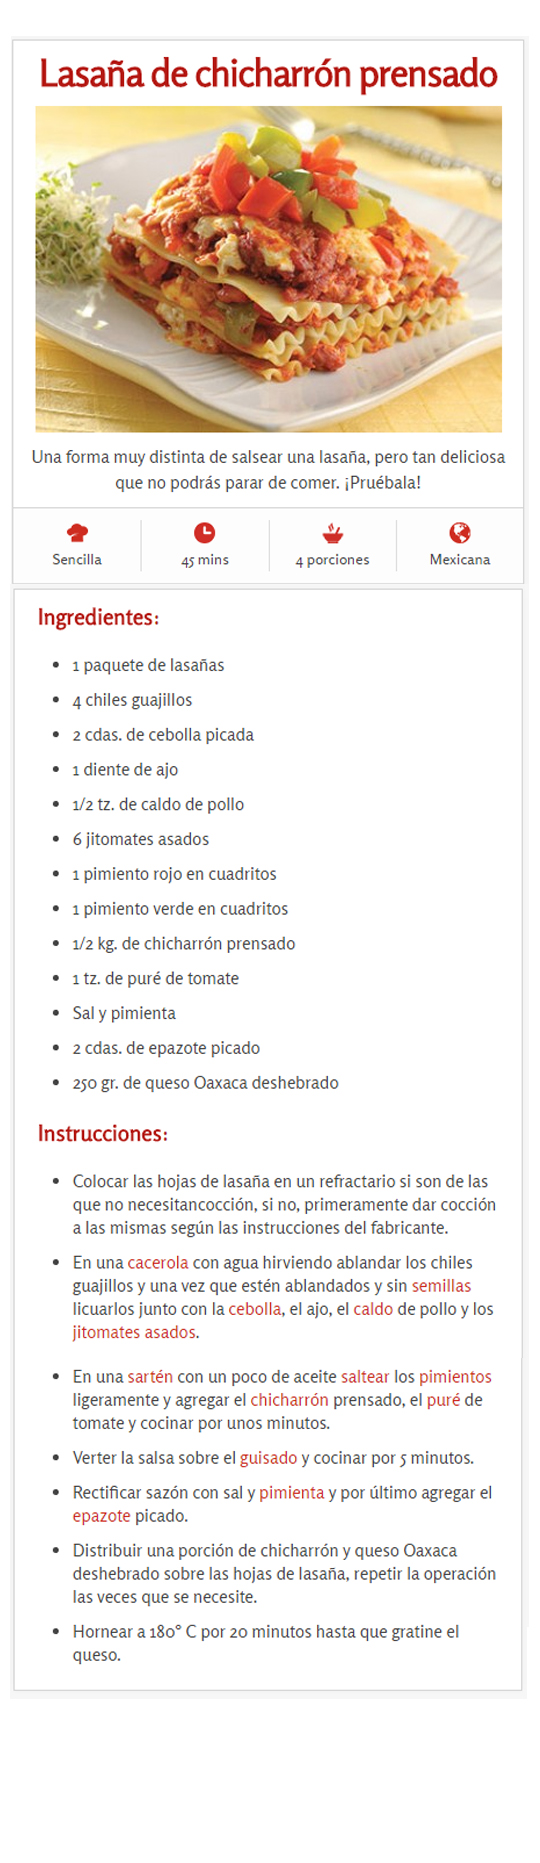 Lasaña de chicharrón prensado
Una forma muy distinta de salsear una lasaña, pero tan deliciosa
que no podrás parar de comer. ¡Pruébala!
Sencilla
45 mins
4 porciones
Mexicana
Ingredientes:
• 1 paquete de lasañas
• 4 chiles guajillos
• 2 cdas. de cebolla picada
• 1 diente de ajo
• 1/2 tz. de caldo de pollo
• 6 jitomates asados
• 1 pimiento rojo en cuadritos
• 1 pimiento verde en cuadritos
• 1/2 kg. de chicharrón prensado
• 1 tz. de puré de tomate
• Sal y pimienta
• 2 cdas. de epazote picado
• 250 gr. de queso Oaxaca deshebrado
Instrucciones:
• Colocar las hojas de lasaña en un refractario si son de las
que no necesitancocción, si no, primeramente dar cocción
a las mismas según las instrucciones del fabricante.
• En una cacerola con agua hirviendo ablandar los chiles
guajillos y una vez que estén ablandados y sin semillas
licuarlos junto con la cebolla, el ajo, el caldo de pollo y los
jitomates asados.
• En una sartén con un poco de aceite saltear los pimientos
ligeramente y agregar el chicharrón prensado, el puré de
tomate y cocinar por unos minutos.
• Verter la salsa sobre el guisado y cocinar por 5 minutos.
• Rectificar sazón con sal y pimienta y por último agregar el
epazote picado.
• Distribuir una porción de chicharrón y queso Oaxaca
deshebrado sobre las hojas de lasaña, repetir la operación
las veces que se necesite.
• Hornear a 180° C por 20 minutos hasta que gratine el
queso.